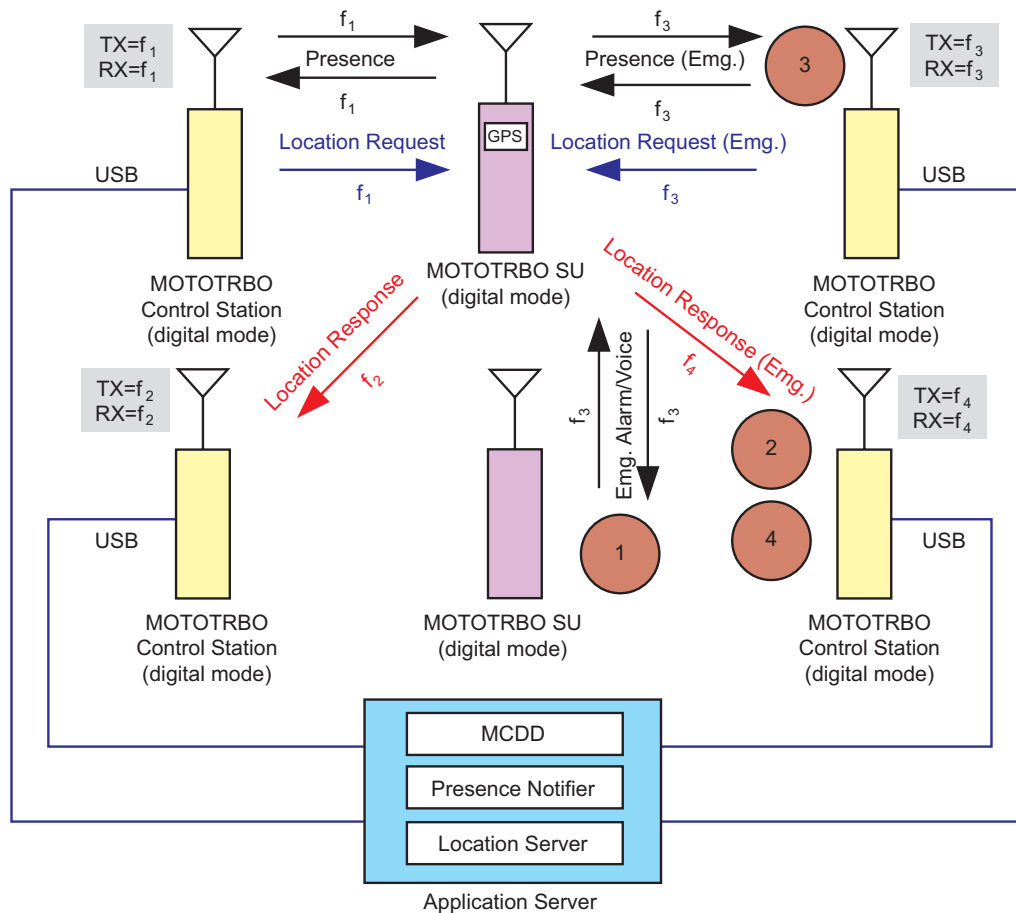 TX=f1
RX=f1
f1
Presence
f1
f3
Presence (Emg.)
f3
3
TX=f3
RX=f3
GPS
Location Request
f1
Location Request (Emg.)
f3
USB
USB
MOTOTRBO
Control Station
(digital mode)
MOTOTRBO SU
(digital mode)
MOTOTRBO
Control Station
(digital mode)
Location Response
f2
Location Response (Emg.)
f4
TX=f2
RX=f2
f3
Emg. Alarm/Voice
f3
TX=f4
RX=f4
2
4
1
USB
USB
MOTOTRBO
Control Station
(digital mode)
MOTOTRBO SU
(digital mode)
MOTOTRBO
Control Station
(digital mode)
MCDD
Presence Notifier
Location Server
Application Server